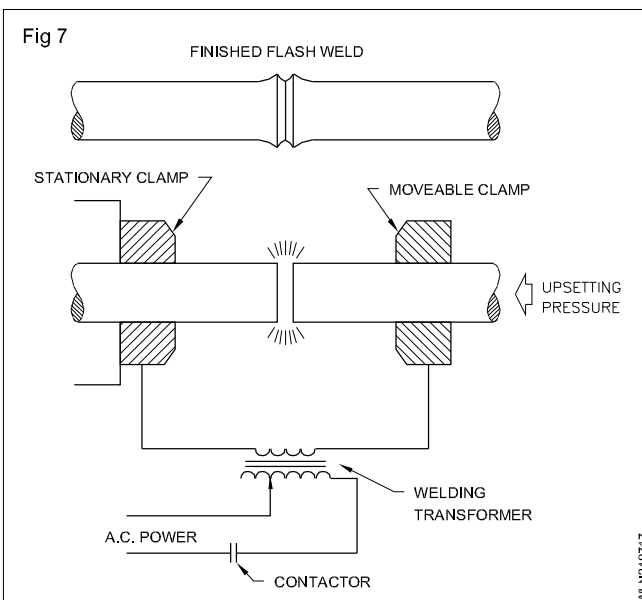 Fig 7
FINISHED FLASH WELD
STATIONARY CLAMP
MOVEABLE CLAMP
UPSETTING
PRESSURE
WELDING
TRANSFORMER
A.C. POWER
CONTACTOR